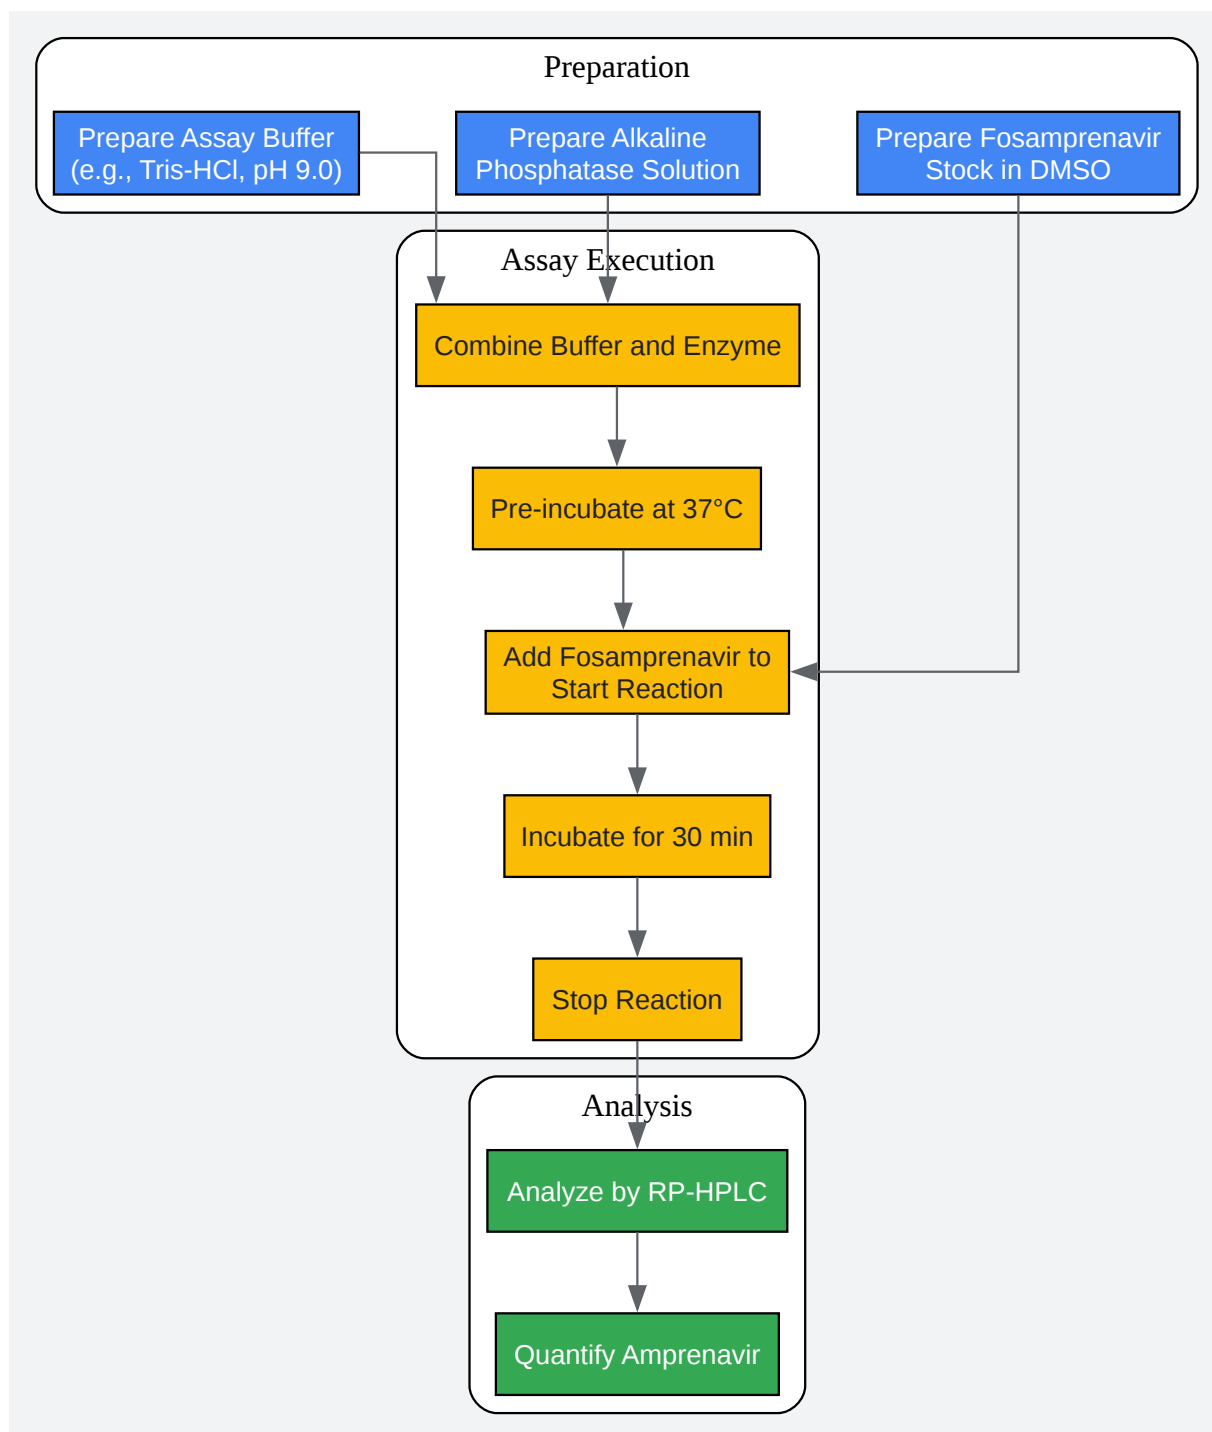 Preparation
Prepare Assay Buffer
(e.g., Tris-HCl, pH 9.0)
Prepare Alkaline
Phosphatase Solution
Prepare Fosamprenavir
Stock in DMSO
Assay Execution
Combine Buffer and Enzyme
Pre-incubate at 37°C
Add Fosamprenavir to
Start Reaction
Incubate for 30 min
Stop Reaction
Analysis
Analyze by RP-HPLC
Quantify Amprenavir